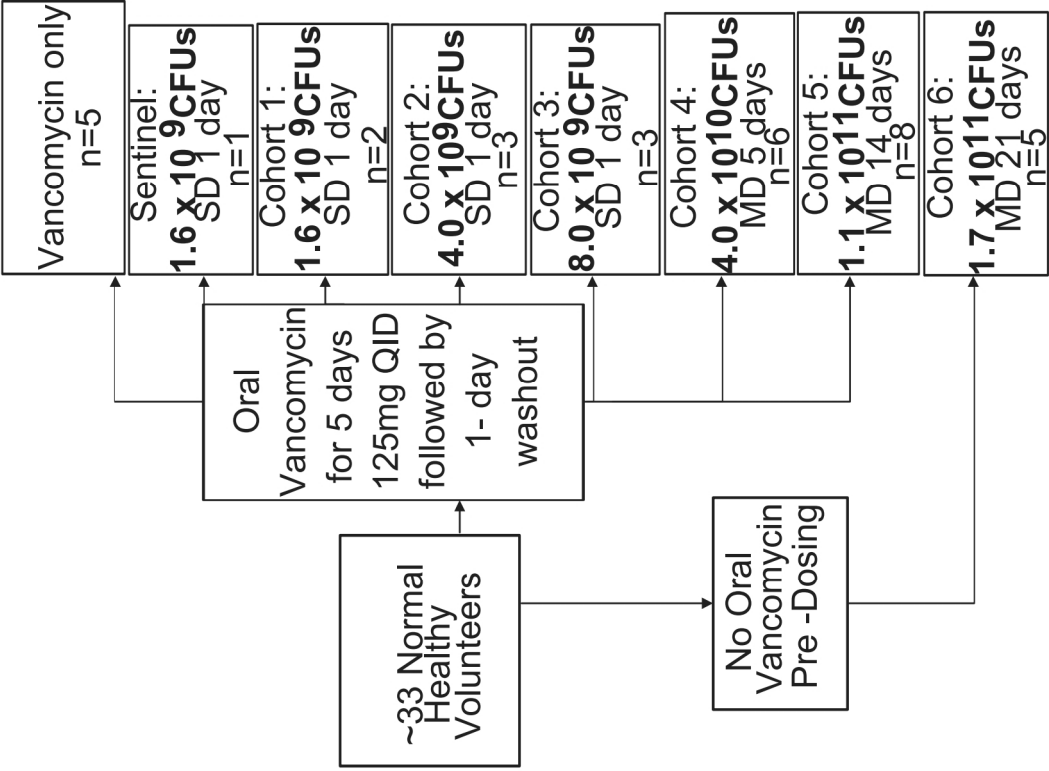 ~33 Normal
Healthy
Volunteers
Oral
Vancomycin
for 5 days
125mg QID
followed by
1- day
washout
No Oral
Vancomycin
Pre -Dosing
Vancomycin only
n=5
Sentinel:
1.6 x 10 9CFUs
SD 1 day
n=1
Cohort 1:
1.6 x 10 9CFUs
SD 1 day
n=2
Cohort 2:
4.0 x 109CFUs
SD 1 day
n=3
Cohort 3:
8.0 x 10 9CFUs
SD 1 day
n=3
Cohort 4:
4.0 x 1010CFUs
MD 5 days
n=6
Cohort 5:
1.1 x 1011CFUs
MD 14 days
n=8
Cohort 6:
1.7 x 1011CFUs
MD 21 days
n=5